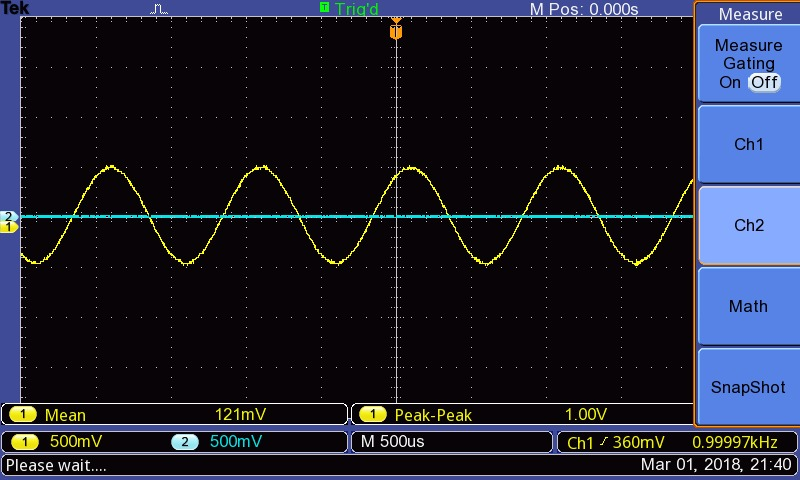 Tek T Trig'd M Pos: 0.000s
Measure
T
Measure
Gating
On Off
Ch1
2
1
Ch2
Math
SnapShot
1 Mean 121mV 1 Peak-Peak 1.00V
1 500mV 2 500mV M 500us Ch1 360mV 0.99997kHz
Please wait.... Mar 01, 2018, 21:40